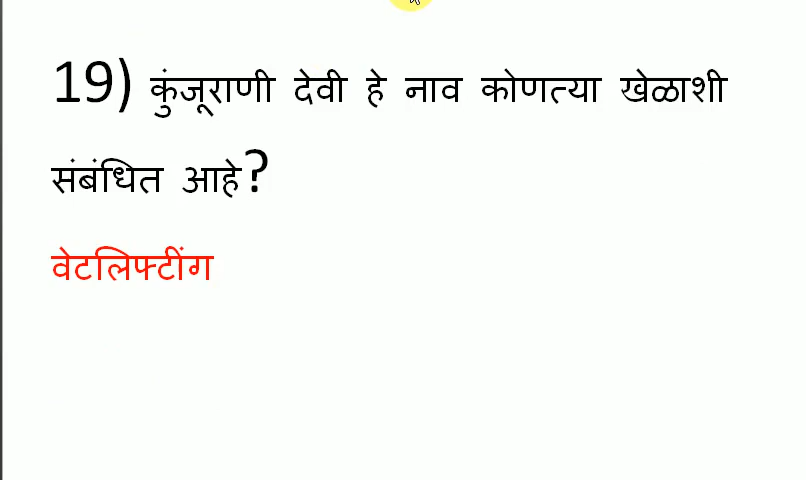 19) कुंजूराणी देवी हे नाव कोणत्या खेळाशी
संबंधित आहे?
वेटलिफ्टींग